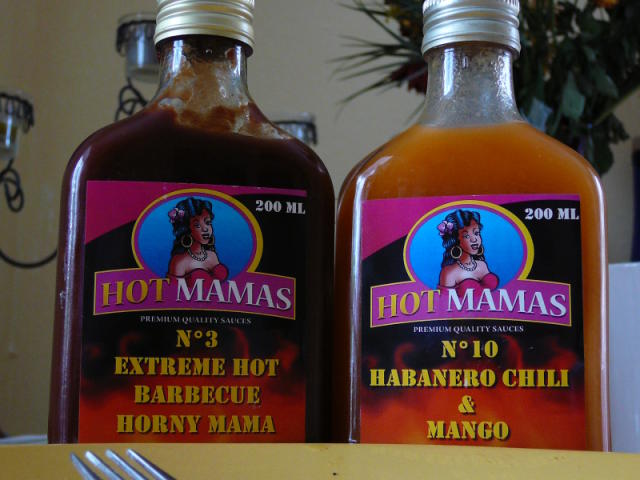 200 ML
HOT MAMAS
PREMIUM QUALITY SAUCES
N°3
EXTREME HOT
BARBECUE
HORNY MAMA
200 ML
HOT MAMAS
PREMIUM QUALITY SAUCES
N°10
HABANERO CHILI
&
MANGO